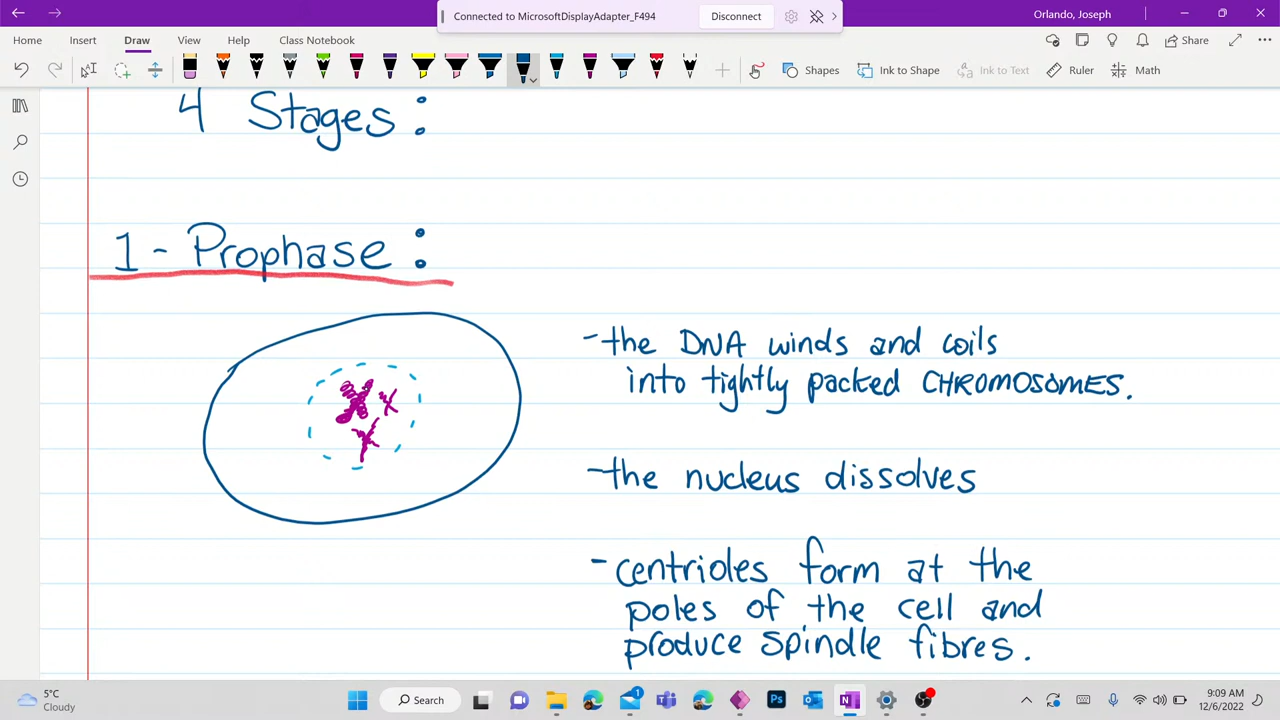 Connected to MicrosoftDisplayAdapter_F494
Disconnect
Orlando, Joseph
Home Insert Draw View Help Class Notebook
Share
Shapes Ink to Shape Ink to Text Ruler Math
4 Stages:
1- Prophase:
-the DNA winds and coils
into tightly packed CHROMOSOMES.
-the nucleus dissolves
-centrioles form at the
poles of the cell and
produce spindle fibres.
5°C
Cloudy
Search
1
Ps
N
9:09 AM
12/6/2022